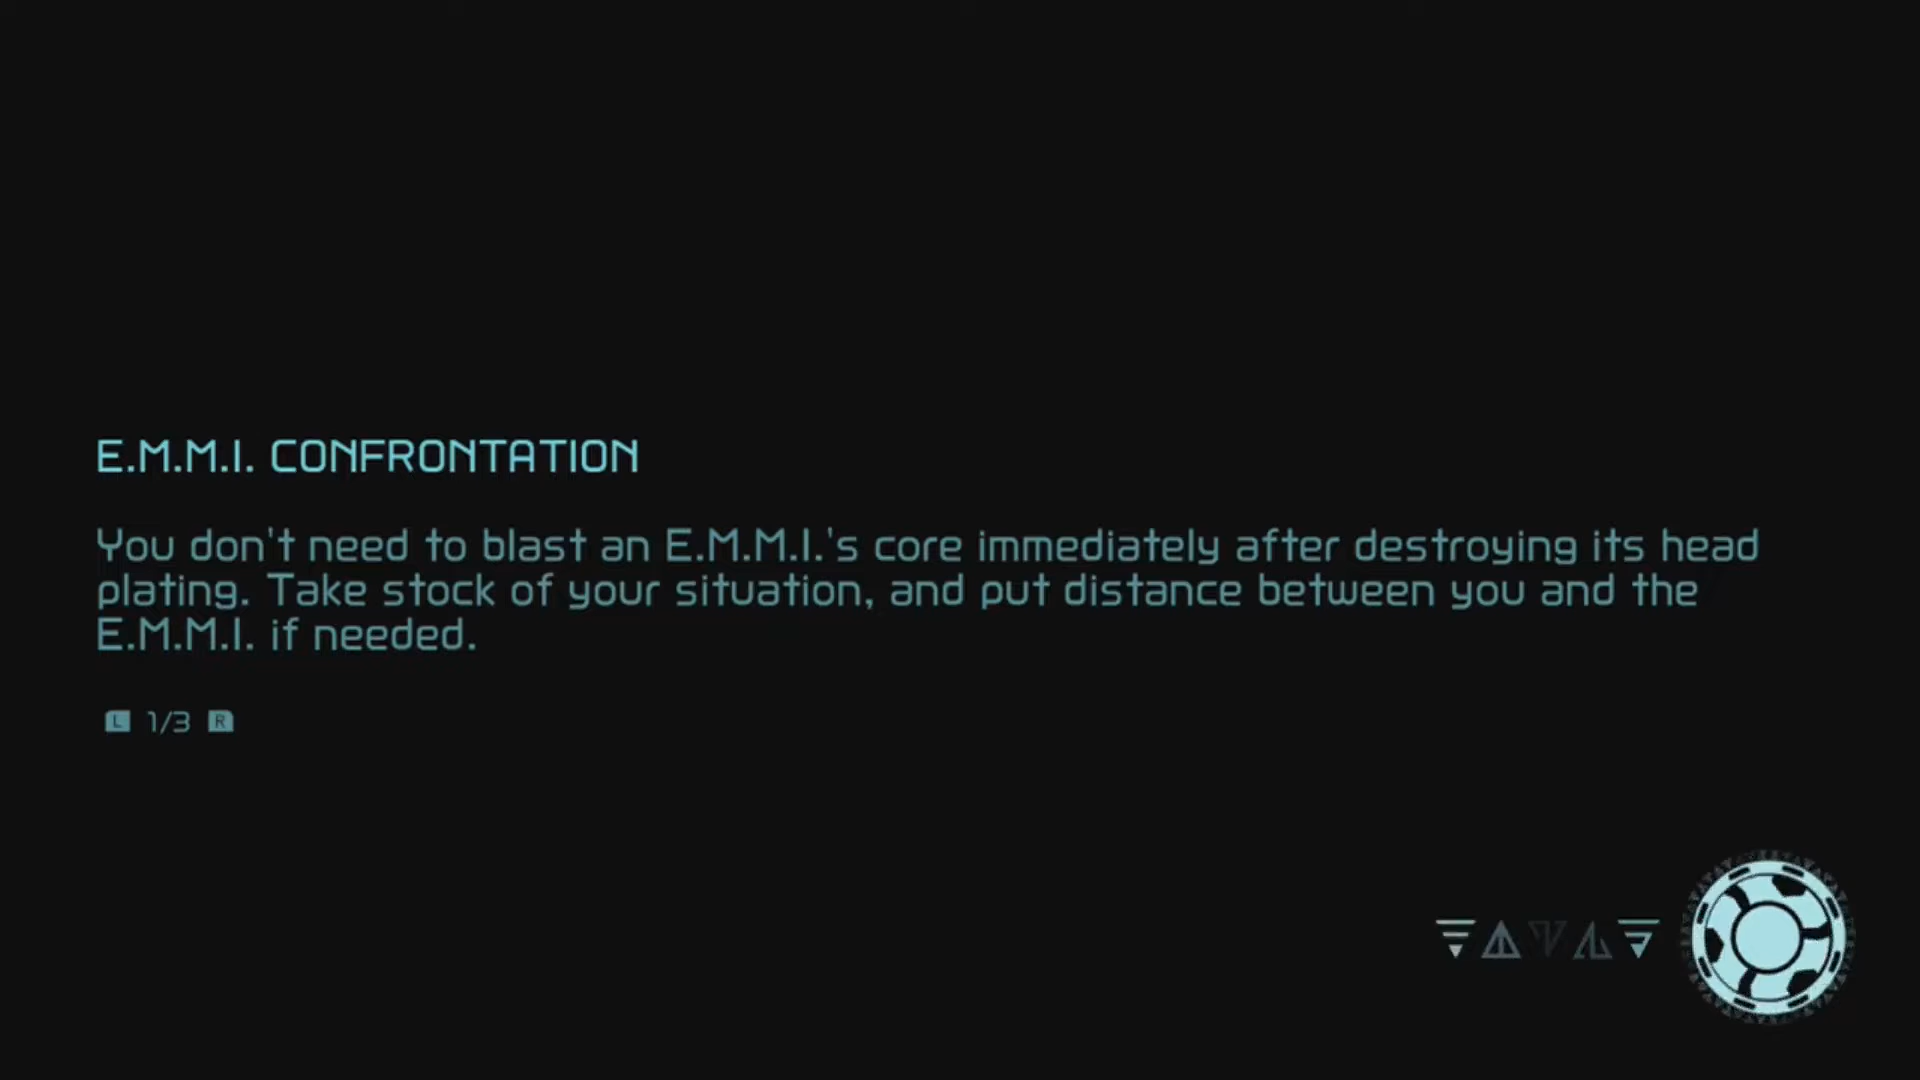 E.M.M.I. CONFRONTATION
You don't need to blast an E.M.M.I.'s core immediately after destroying its head
plating. Take stock of your situation, and put distance between you and the
E.M.M.I. if needed.
L 1/3 R